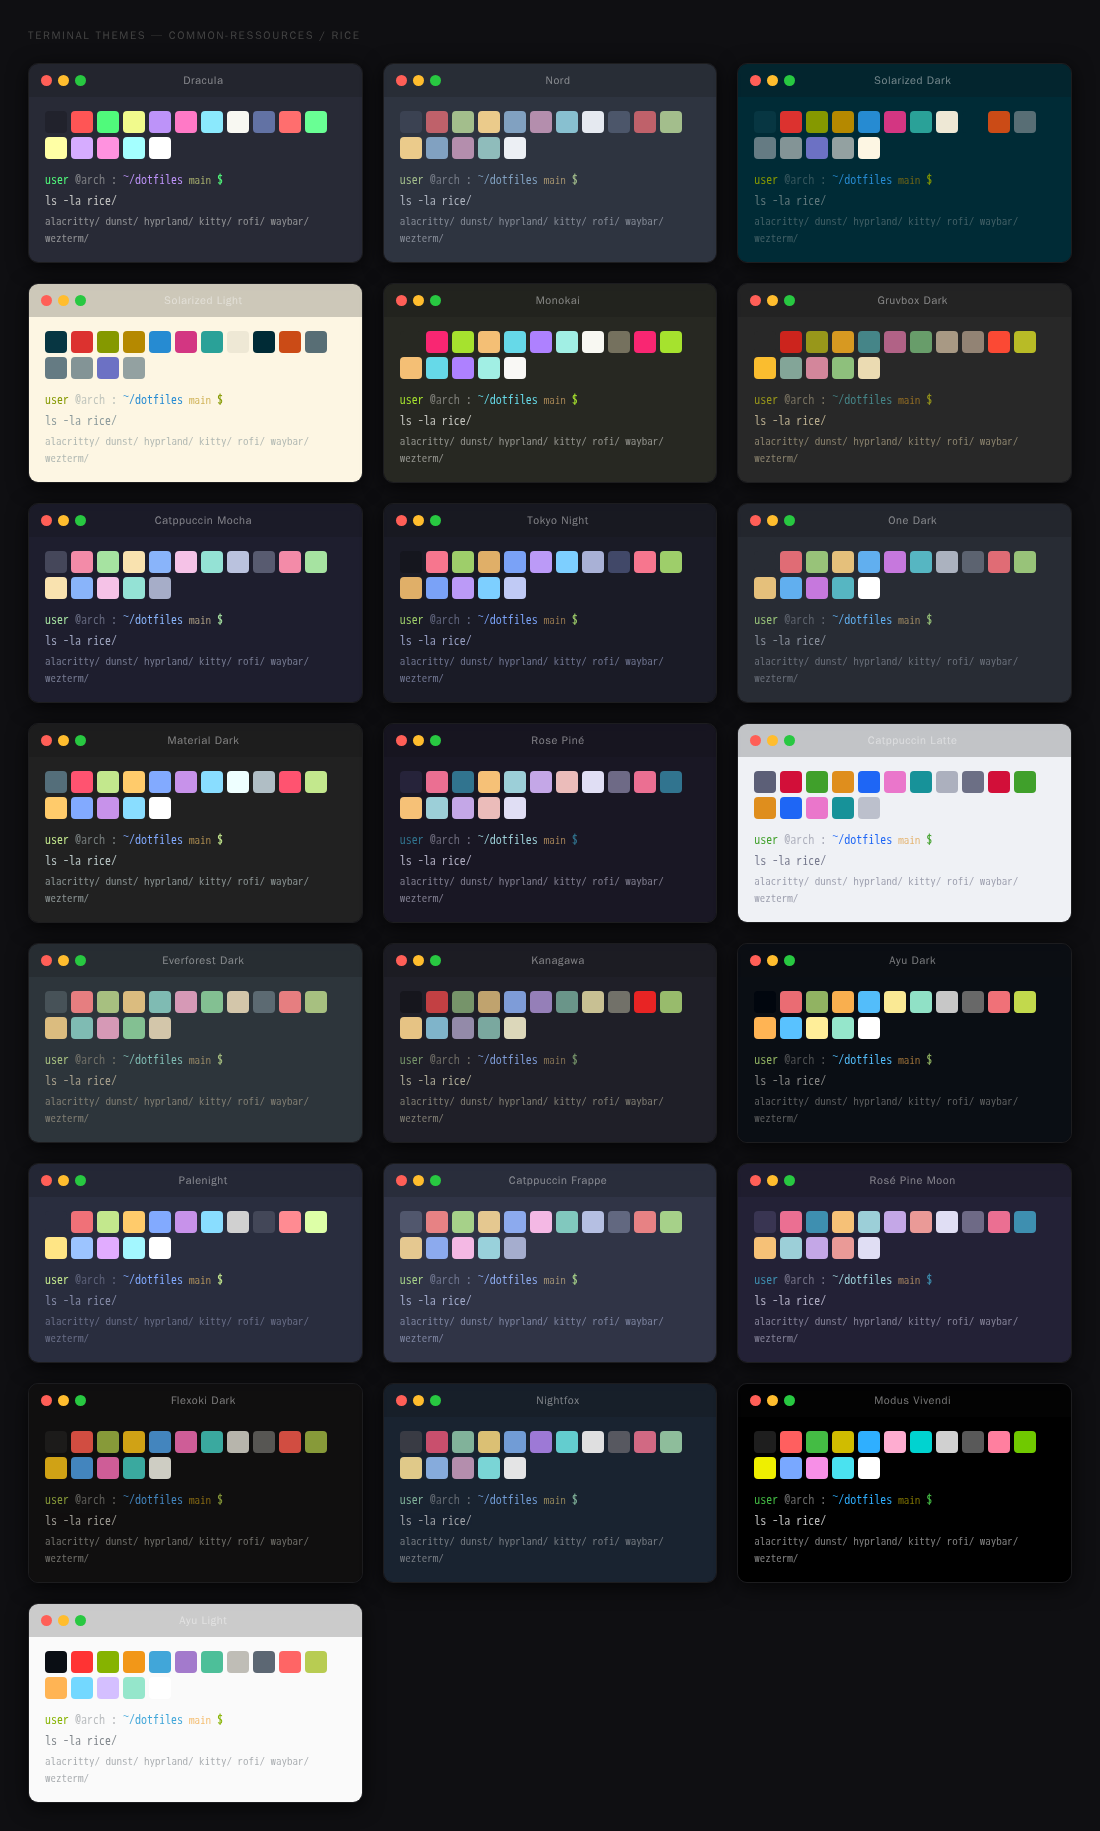 TERMINAL THEMES — COMMON-RESSOURCES / RICE
Dracula
user @arch : ~/dotfiles main $
ls -la rice/
alacritty/ dunst/ hyprland/ kitty/ rofi/ waybar/
wezterm/
Nord
user @arch : ~/dotfiles main $
ls -la rice/
alacritty/ dunst/ hyprland/ kitty/ rofi/ waybar/
wezterm/
Solarized Dark
user @arch : ~/dotfiles main $
ls -la rice/
alacritty/ dunst/ hyprland/ kitty/ rofi/ waybar/
wezterm/
Solarized Light
user @arch : ~/dotfiles main $
ls -la rice/
alacritty/ dunst/ hyprland/ kitty/ rofi/ waybar/
wezterm/
Monokai
user @arch : ~/dotfiles main $
ls -la rice/
alacritty/ dunst/ hyprland/ kitty/ rofi/ waybar/
wezterm/
Gruvbox Dark
user @arch : ~/dotfiles main $
ls -la rice/
alacritty/ dunst/ hyprland/ kitty/ rofi/ waybar/
wezterm/
Catppuccin Mocha
user @arch : ~/dotfiles main $
ls -la rice/
alacritty/ dunst/ hyprland/ kitty/ rofi/ waybar/
wezterm/
Tokyo Night
user @arch : ~/dotfiles main $
ls -la rice/
alacritty/ dunst/ hyprland/ kitty/ rofi/ waybar/
wezterm/
One Dark
user @arch : ~/dotfiles main $
ls -la rice/
alacritty/ dunst/ hyprland/ kitty/ rofi/ waybar/
wezterm/
Material Dark
user @arch : ~/dotfiles main $
ls -la rice/
alacritty/ dunst/ hyprland/ kitty/ rofi/ waybar/
wezterm/
Rose Piné
user @arch : ~/dotfiles main $
ls -la rice/
alacritty/ dunst/ hyprland/ kitty/ rofi/ waybar/
wezterm/
Catppuccin Latte
user @arch : ~/dotfiles main $
ls -la rice/
alacritty/ dunst/ hyprland/ kitty/ rofi/ waybar/
wezterm/
Everforest Dark
user @arch : ~/dotfiles main $
ls -la rice/
alacritty/ dunst/ hyprland/ kitty/ rofi/ waybar/
wezterm/
Kanagawa
user @arch : ~/dotfiles main $
ls -la rice/
alacritty/ dunst/ hyprland/ kitty/ rofi/ waybar/
wezterm/
Ayu Dark
user @arch : ~/dotfiles main $
ls -la rice/
alacritty/ dunst/ hyprland/ kitty/ rofi/ waybar/
wezterm/
Palenight
user @arch : ~/dotfiles main $
ls -la rice/
alacritty/ dunst/ hyprland/ kitty/ rofi/ waybar/
wezterm/
Catppuccin Frappe
user @arch : ~/dotfiles main $
ls -la rice/
alacritty/ dunst/ hyprland/ kitty/ rofi/ waybar/
wezterm/
Rosé Pine Moon
user @arch : ~/dotfiles main $
ls -la rice/
alacritty/ dunst/ hyprland/ kitty/ rofi/ waybar/
wezterm/
Flexoki Dark
user @arch : ~/dotfiles main $
ls -la rice/
alacritty/ dunst/ hyprland/ kitty/ rofi/ waybar/
wezterm/
Nightfox
user @arch : ~/dotfiles main $
ls -la rice/
alacritty/ dunst/ hyprland/ kitty/ rofi/ waybar/
wezterm/
Modus Vivendi
user @arch : ~/dotfiles main $
ls -la rice/
alacritty/ dunst/ hyprland/ kitty/ rofi/ waybar/
wezterm/
Ayu Light
user @arch : ~/dotfiles main $
ls -la rice/
alacritty/ dunst/ hyprland/ kitty/ rofi/ waybar/
wezterm/